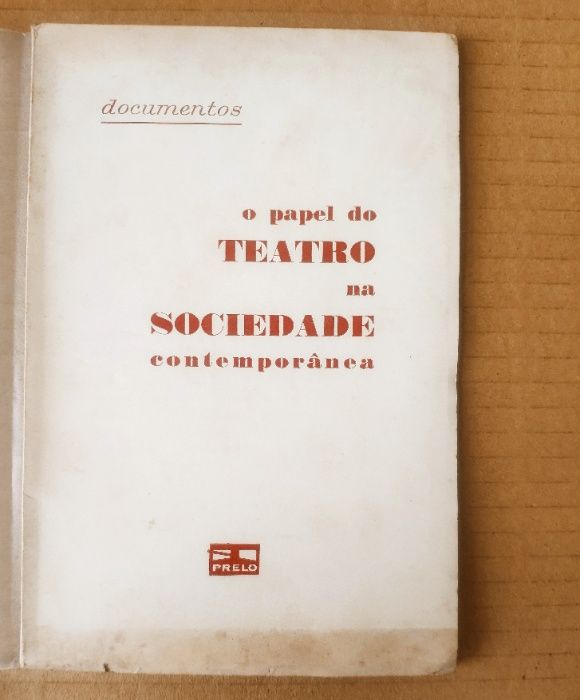 documentos
o papel do
TEATRO
na
SOCIEDADE
contemporânea
PRELO